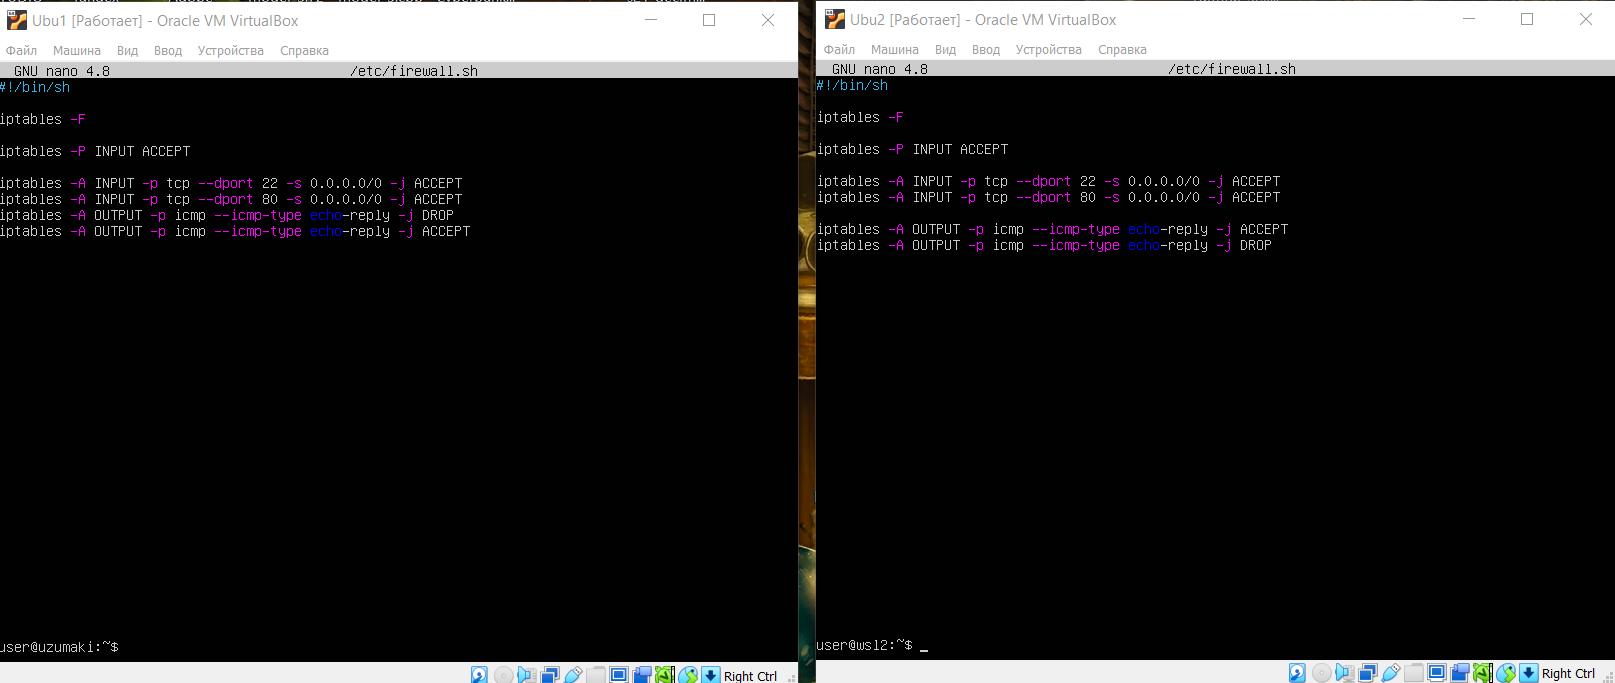 Ubu1 [Работает] - Oracle VM VirtualBox
Файл Машина Вид Ввод Устройства Справка
GNU nano 4.8 /etc/firewall.sh
#!/bin/sh
iptables -F
iptables -P INPUT ACCEPT
iptables -A INPUT -p tcp --dport 22 -s 0.0.0.0/0 -j ACCEPT
iptables -A INPUT -p tcp --dport 80 -s 0.0.0.0/0 -j ACCEPT
iptables -A OUTPUT -p icmp --icmp-type echo-reply -j DROP
iptables -A OUTPUT -p icmp --icmp-type echo-reply -j ACCEPT
user@uzumaki:~$
Right Ctrl
Ubu2 [Работает] - Oracle VM VirtualBox
Файл Машина Вид Ввод Устройства Справка
GNU nano 4.8 /etc/firewall.sh
#!/bin/sh
iptables -F
iptables -P INPUT ACCEPT
iptables -A INPUT -p tcp --dport 22 -s 0.0.0.0/0 -j ACCEPT
iptables -A INPUT -p tcp --dport 80 -s 0.0.0.0/0 -j ACCEPT
iptables -A OUTPUT -p icmp --icmp-type echo-reply -j ACCEPT
iptables -A OUTPUT -p icmp --icmp-type echo-reply -j DROP
user@wsl2:~$ _
Right Ctrl